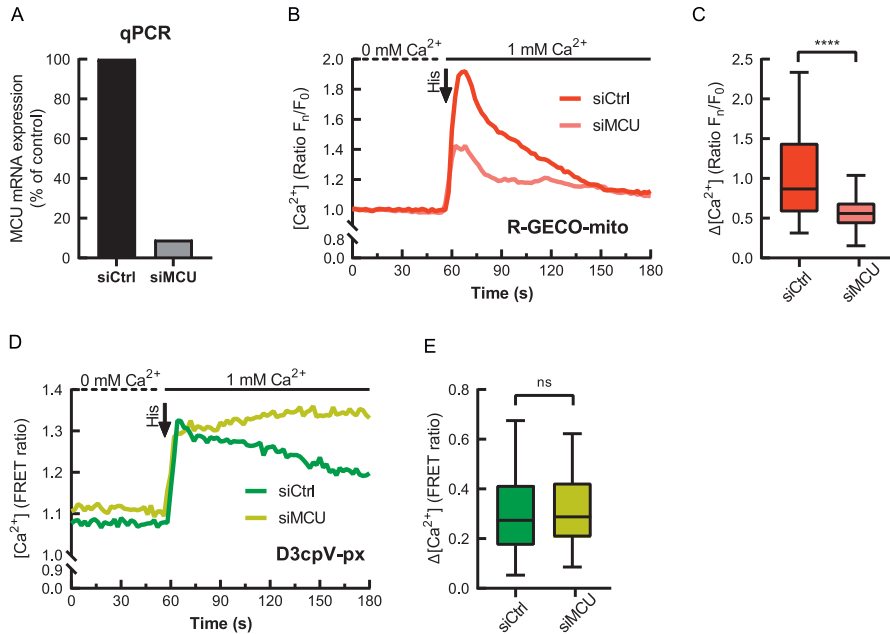 A
qPCR
MCU mRNA expression
(% of control)
100
80
60
40
20
0
siCtrl
siMCU
B
0 mM Ca²⁺
1 mM Ca²⁺
His
[Ca²⁺] (Ratio Fₙ/F₀)
2.0
1.8
1.6
1.4
1.2
1.0
0.8
0.0
siCtrl
siMCU
R-GECO-mito
0
30
60
90
120
150
180
Time (s)
C
****
Δ[Ca²⁺] (Ratio Fₙ/F₀)
2.5
2.0
1.5
1.0
0.5
0.0
siCtrl
siMCU
D
0 mM Ca²⁺
1 mM Ca²⁺
His
[Ca²⁺] (FRET ratio)
1.4
1.3
1.2
1.1
1.0
0.9
0.0
siCtrl
siMCU
D3cpV-px
0
30
60
90
120
150
180
Time (s)
E
ns
Δ[Ca²⁺] (FRET ratio)
0.8
0.6
0.4
0.2
0.0
siCtrl
siMCU